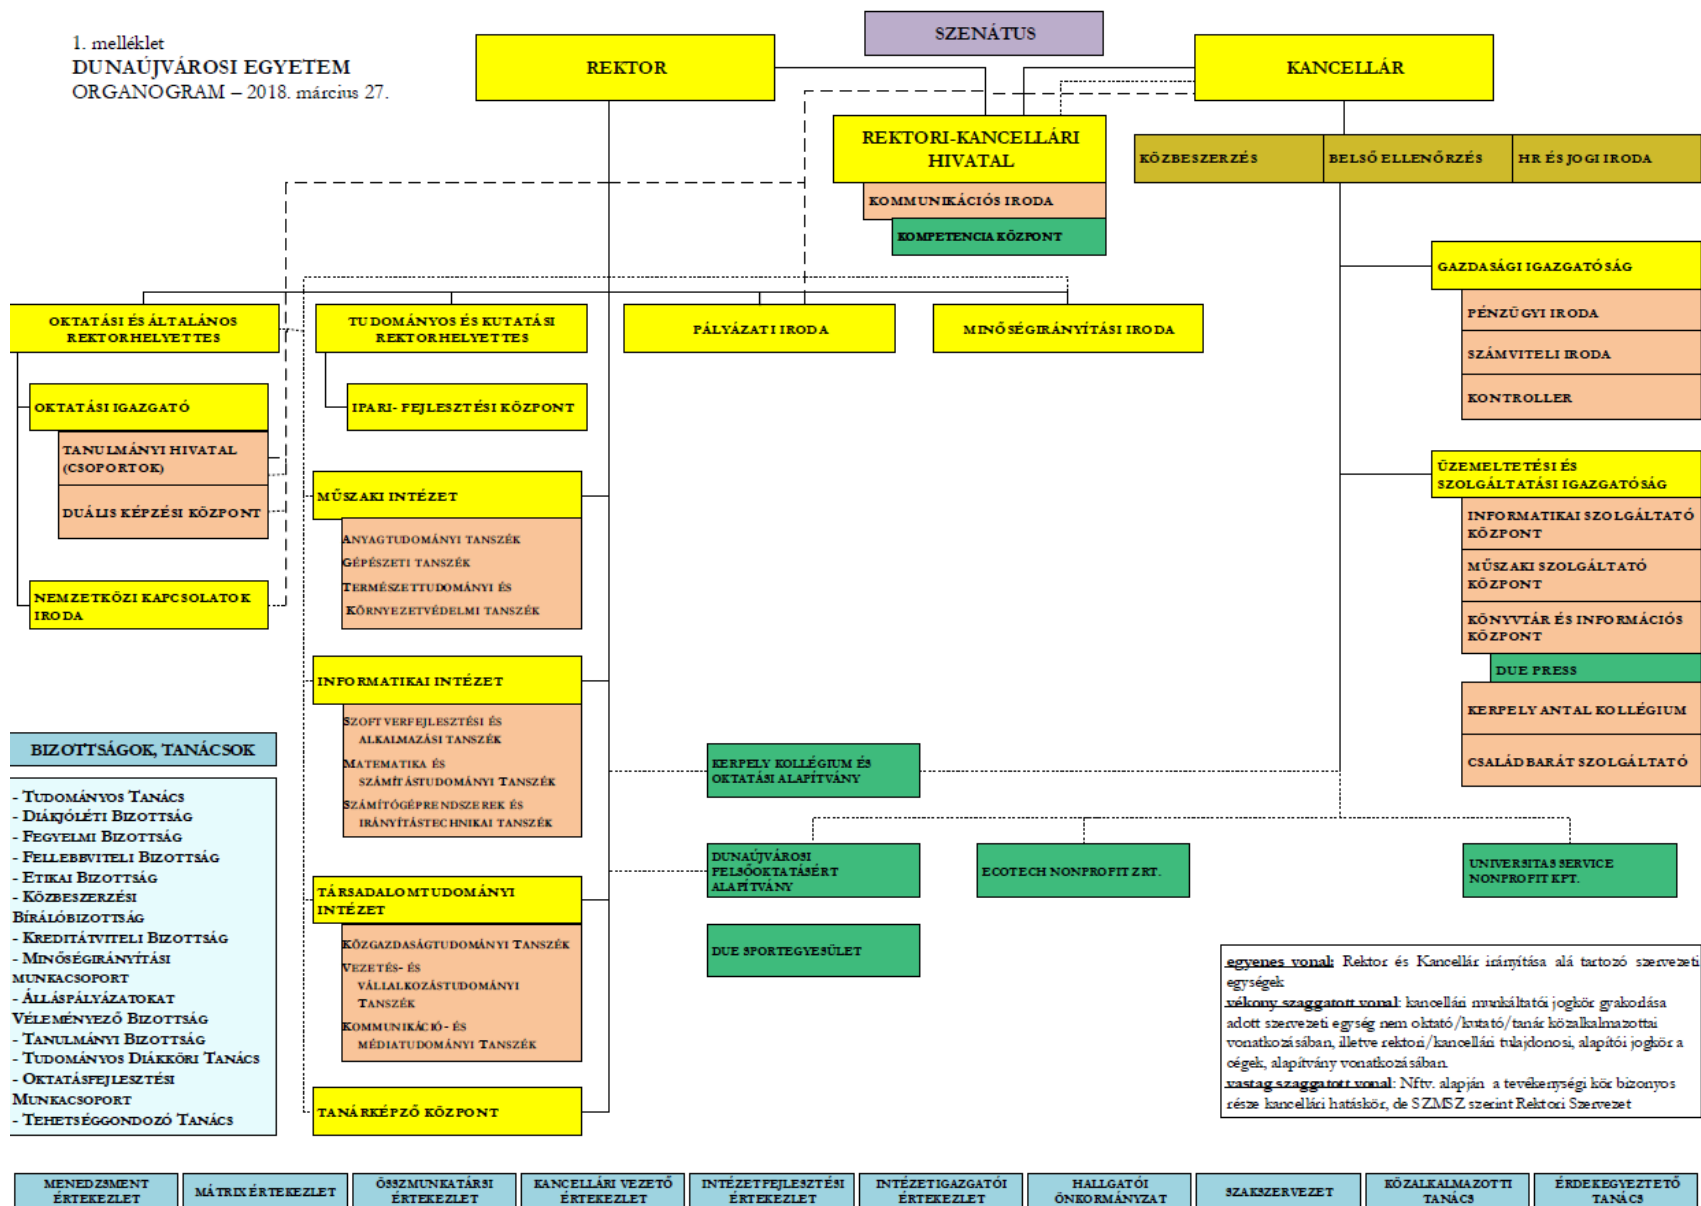 1. melléklet
DUNAÚJVÁROSI EGYETEM
ORGANOGRAM – 2018. március 27.
SZENÁTUS
REKTOR
KANCELLÁR
REKTORI-KANCELLÁRI
HIVATAL
KOMMUNIKÁCIÓS IRODA
KOMPETENCIA KÖZPONT
KÖZBESZERZÉS
BELSŐ ELLENŐRZÉS
HR ÉS JOGI IRODA
GAZDASÁGI IGAZGATÓSÁG
PÉNZÜGYI IRODA
SZÁMVITELI IRODA
KONTROLLER
OKTATÁSI ÉS ÁLTALÁNOS
REKTORHELYETTES
TUDOMÁNYOS ÉS KUTATÁSI
REKTORHELYETTES
PÁLYÁZATI IRODA
MINŐSÉGIRÁNYÍTÁSI IRODA
OKTATÁSI IGAZGATÓ
TANULMÁNYI HIVATAL
(CSOPORTOK)
DUÁLIS KÉPZÉSI KÖZPONT
NEMZETKÖZI KAPCSOLATOK
IRODA
IPARI- FEJLESZTÉSI KÖZPONT
MŰSZAKI INTÉZET
ANYAGTUDOMÁNYI TANSZÉK
GÉPÉSZETI TANSZÉK
TERMÉSZETTUDOMÁNYI ÉS
KÖRNYEZETVÉDELMI TANSZÉK
INFORMATIKAI INTÉZET
SZOFTVERFEJLESZTÉSI ÉS
ALKALMAZÁSI TANSZÉK
MATEMATIKA ÉS
SZÁMÍTÁSTUDOMÁNYI TANSZÉK
SZÁMÍTÓGÉPRENDSZEREK ÉS
IRÁNYÍTÁSTECHNIKAI TANSZÉK
TÁRSADALOMTUDOMÁNYI
INTÉZET
KÖZGAZDASÁGTUDOMÁNYI TANSZÉK
VEZETÉS- ÉS
VÁLLALKOZÁSTUDOMÁNYI
TANSZÉK
KOMMUNIKÁCIÓ- ÉS
MÉDIATUDOMÁNYI TANSZÉK
TANÁRKÉPZŐ KÖZPONT
ÜZEMELTETÉSI ÉS
SZOLGÁLTATÁSI IGAZGATÓSÁG
INFORMATIKAI SZOLGÁLTATÓ
KÖZPONT
MŰSZAKI SZOLGÁLTATÓ
KÖZPONT
KÖNYVTÁR ÉS INFORMÁCIÓS
KÖZPONT
DUE PRESS
KERPELY ANTAL KOLLÉGIUM
CSALÁDBARÁT SZOLGÁLTATÓ
KERPELY KOLLÉGIUM ÉS
OKTATÁSI ALAPÍTVÁNY
DUNAÚJVÁROSI
FELSŐOKTATÁSÉRT
ALAPÍTVÁNY
ECOTECH NONPROFIT ZRT.
UNIVERSITAS SERVICE
NONPROFIT KFT.
DUE SPORTEGYESÜLET
BIZOTTSÁGOK, TANÁCSOK
- TUDOMÁNYOS TANÁCS
- DIÁKJÓLÉTI BIZOTTSÁG
- FEGYELMI BIZOTTSÁG
- FELLEBBVITELI BIZOTTSÁG
- ETIKAI BIZOTTSÁG
- KÖZBESZERZÉSI
BÍRÁLÓBIZOTTSÁG
- KREDITÁTVITELI BIZOTTSÁG
- MINŐSÉGIRÁNYÍTÁSI
MUNKACSOPORT
- ÁLLÁSPÁLYÁZATOKAT
VÉLEMÉNYEZŐ BIZOTTSÁG
- TANULMÁNYI BIZOTTSÁG
- TUDOMÁNYOS DIÁKKÖRI TANÁCS
- OKTATÁSFEJLESZTÉSI
MUNKACSOPORT
- TEHETSÉGGONDOZÓ TANÁCS
egyenes vonal: Rektor és Kancellár irányítása alá tartozó szervezeti
egységek
vékony szaggatott vonal: kancellári munkáltatói jogkör gyakorlása
adott szervezeti egység nem oktató/kutató/tanár közalkalmazottai
vonatkozásában, illetve rektori/kancellári tulajdonosi, alapítói jogkör a
cégek, alapítvány vonatkozásában.
vastag szaggatott vonal: Nftv. alapján a tevékenységi kör bizonyos
része kancellári hatáskör, de SZMSZ szerint Rektori Szervezet
MENEDZSMENT
ÉRTEKEZLET
MÁTRIX ÉRTEKEZLET
ÖSSZMUNKATÁRSI
ÉRTEKEZLET
KANCELLÁRI VEZETŐ
ÉRTEKEZLET
INTÉZETFEJLESZTÉSI
ÉRTEKEZLET
INTÉZETIGAZGATÓI
ÉRTEKEZLET
HALLGATÓI
ÖNKORMÁNYZAT
SZAKSZERVEZET
KÖZALKALMAZOTTI
TANÁCS
ÉRDEKEGYEZTETŐ
TANÁCS